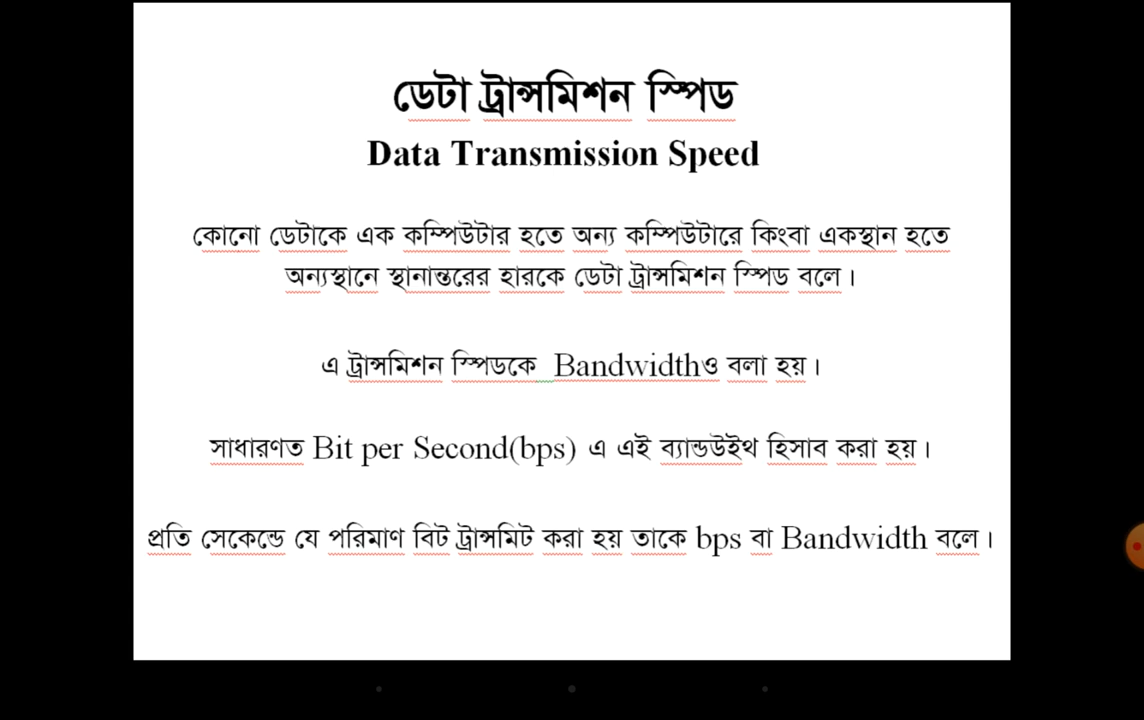 ডেটা ট্রান্সমিশন স্পিড
Data Transmission Speed
কোনো ডেটাকে এক কম্পিউটার হতে অন্য কম্পিউটারে কিংবা একস্থান হতে
অন্যস্থানে স্থানান্তরের হারকে ডেটা ট্রান্সমিশন স্পিড বলে।
এ ট্রান্সমিশন স্পিডকে Bandwidthও বলা হয়।
সাধারণত Bit per Second(bps) এ এই ব্যান্ডউইথ হিসাব করা হয়।
প্রতি সেকেন্ডে যে পরিমাণ বিট ট্রান্সমিট করা হয় তাকে bps বা Bandwidth বলে।